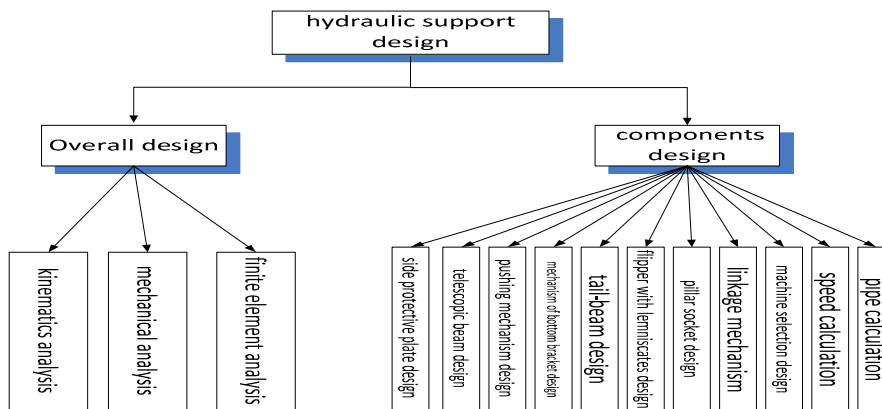 hydraulic support
design
Overall design
components
design
kinematics analysis
mechanical analysis
finite element analysis
side protective plate design
telescopic beam design
pushing mechanism design
mechanism of bottom bracket design
tail-beam design
flipper with lemniscates design
pillar socket design
linkage mechanism
machine selection design
speed calculation
pipe calculation